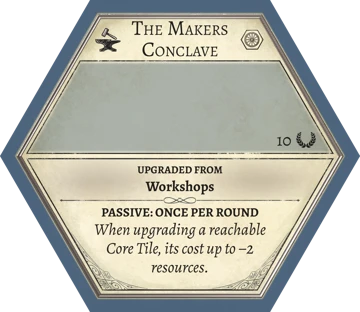 The Makers
Conclave
10
UPGRADED FROM
Workshops
PASSIVE: ONCE PER ROUND
When upgrading a reachable
Core Tile, its cost up to –2
resources.